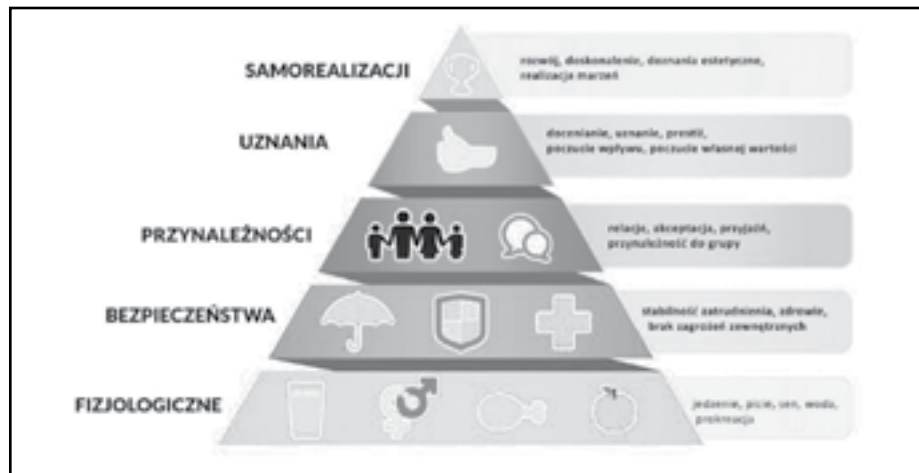 SAMOREALIZACJI
rozwój, doskonalenie, doznania estetyczne,
realizacja marzeń
UZNANIA
docenianie, uznanie, prestiż,
poczucie wpływu, poczucie własnej wartości
PRZYNALEŻNOŚCI
relacje, akceptacja, przyjaźń,
przynależność do grupy
BEZPIECZEŃSTWA
stabilność zatrudnienia, zdrowie,
brak zagrożeń zewnętrznych
FIZJOLOGICZNE
jedzenie, picie, sen, woda,
prokreacja